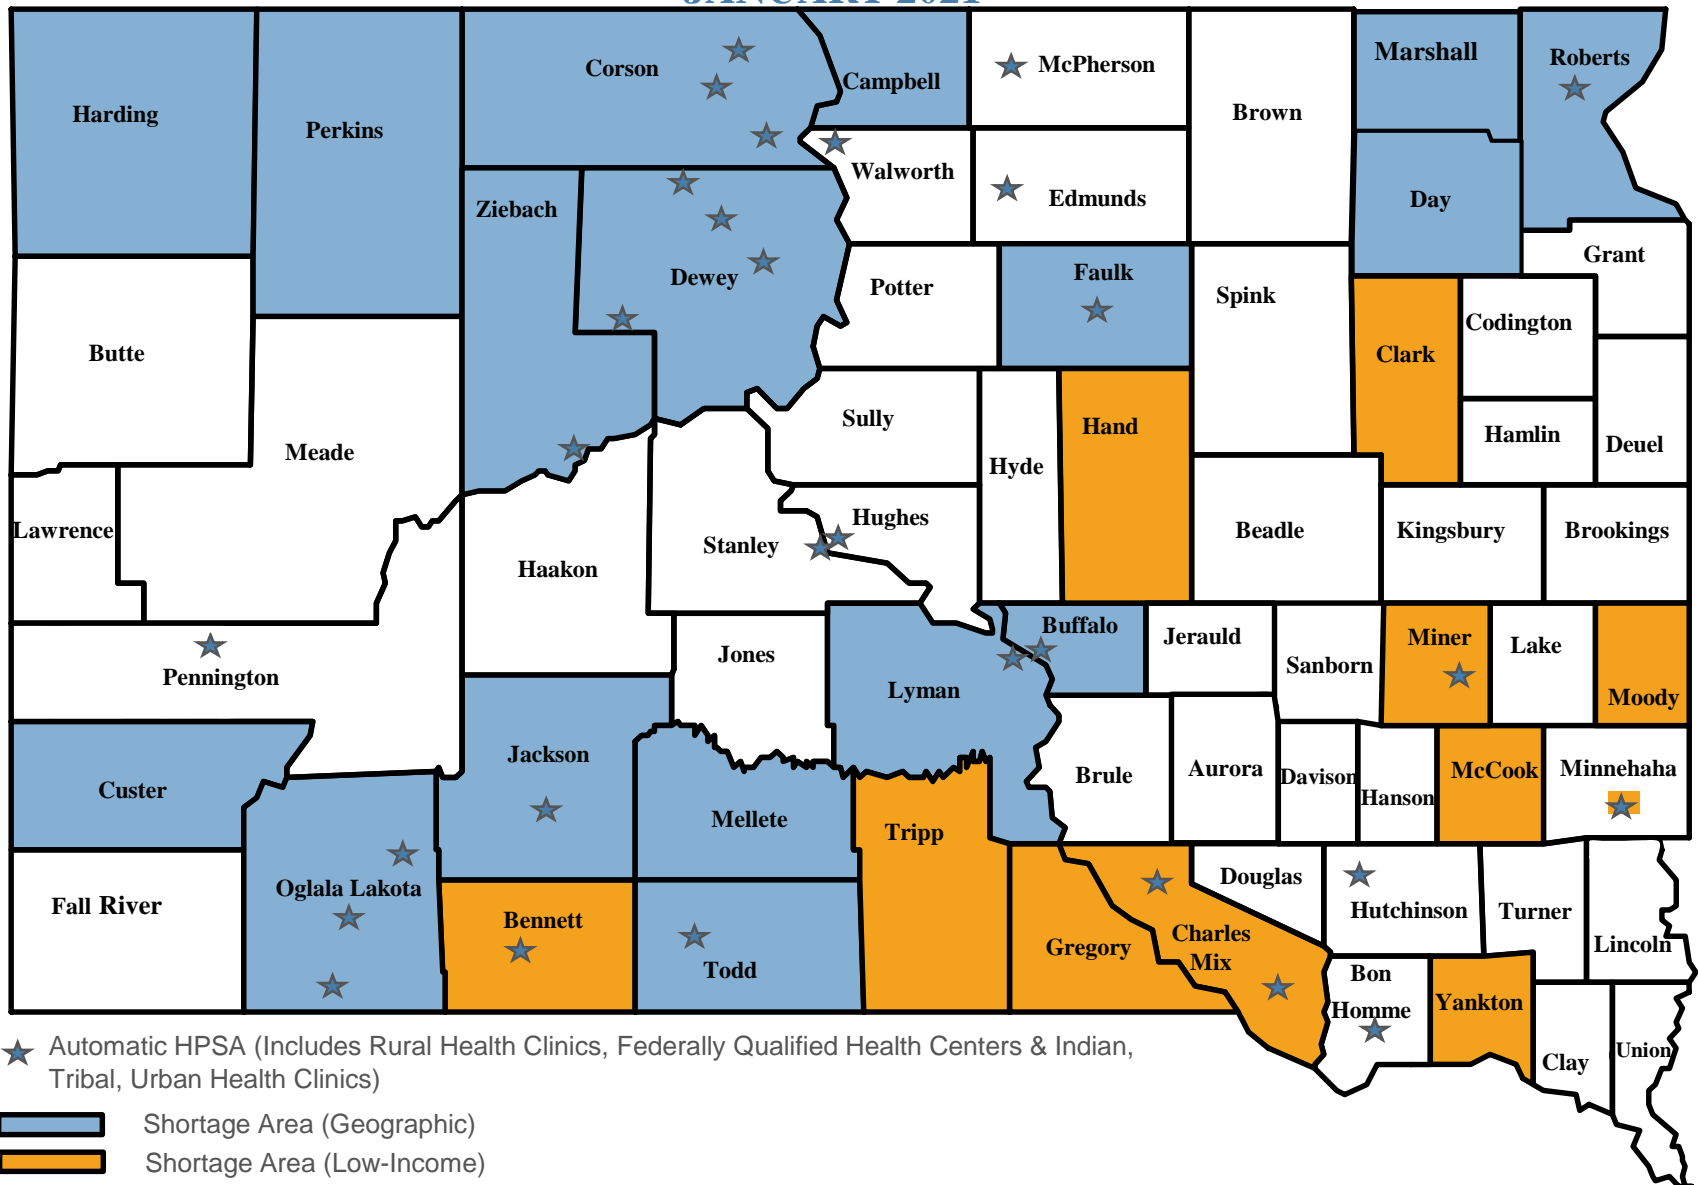 JANUARY 2021
Harding
Perkins
Corson
Campbell
McPherson
Brown
Marshall
Roberts
Ziebach
Dewey
Walworth
Edmunds
Day
Grant
Butte
Meade
Potter
Faulk
Spink
Clark
Codington
Hamlin
Deuel
Sully
Hyde
Hand
Lawrence
Haakon
Stanley
Hughes
Beadle
Kingsbury
Brookings
Pennington
Jones
Lyman
Buffalo
Jerauld
Sanborn
Miner
Lake
Moody
Custer
Jackson
Mellete
Tripp
Brule
Aurora
Davison
Hanson
McCook
Minnehaha
Fall River
Oglala Lakota
Bennett
Todd
Gregory
Charles
Mix
Douglas
Hutchinson
Turner
Lincoln
Bon
Homme
Yankton
Clay
Union
Automatic HPSA (Includes Rural Health Clinics, Federally Qualified Health Centers & Indian,
Tribal, Urban Health Clinics)
Shortage Area (Geographic)
Shortage Area (Low-Income)